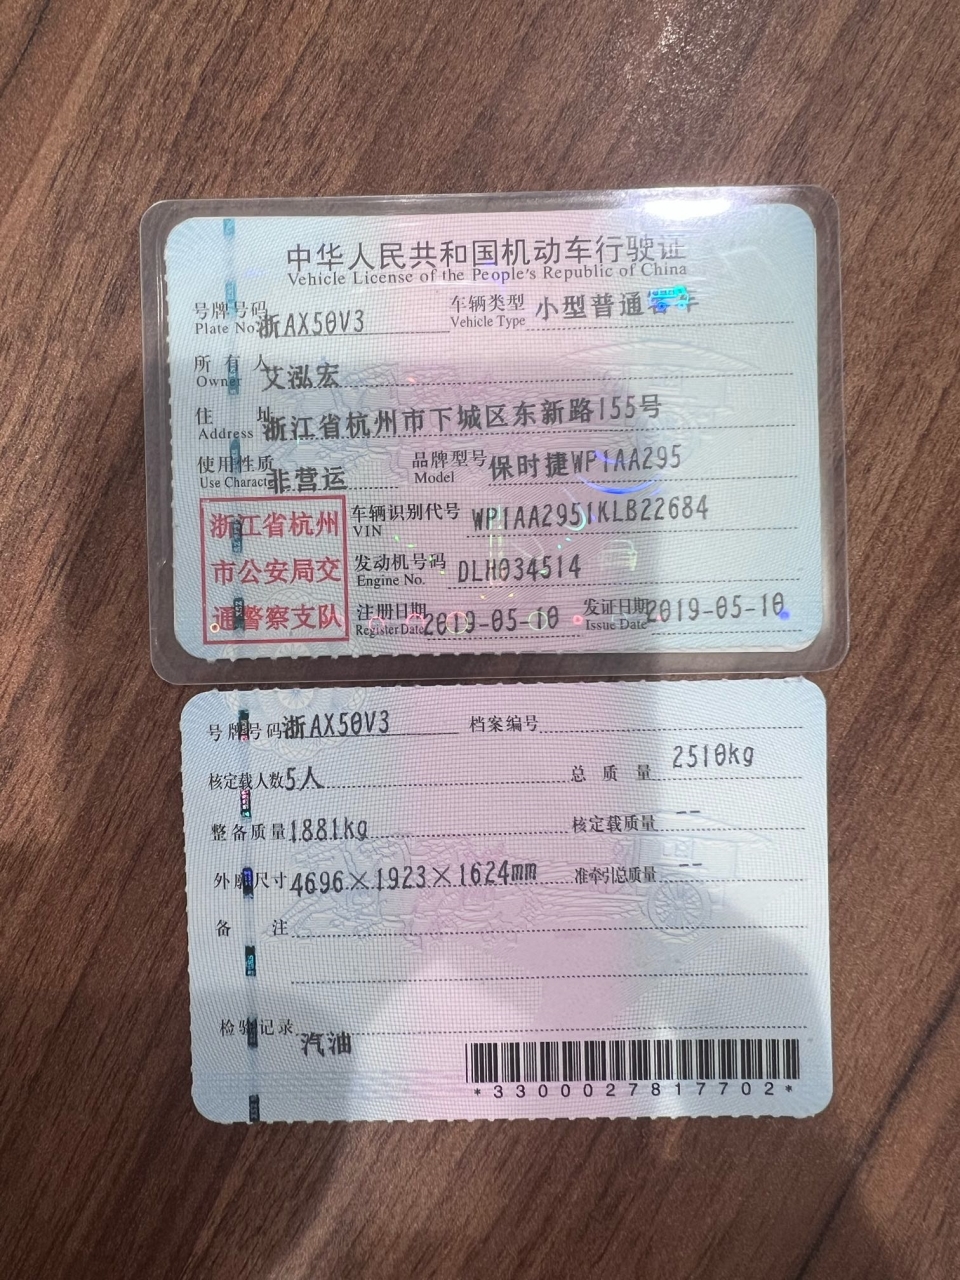 中华人民共和国机动车行驶证
Vehicle License of the People's Republic of China
号牌号码 浙AX50V3 车辆类型 小型普通客车
Plate No. Vehicle Type
所有人 艾泓宏
Owner
住址 浙江省杭州市下城区东新路155号
Address
使用性质 非营运 品牌型号 保时捷WP1AA295
Use Character Model
浙江省杭州
市公安局交
通警察支队
车辆识别代号 WP1AA2951KLB22684
VIN
发动机号码 DLH034514
Engine No.
注册日期 2019-05-10 发证日期 2019-05-10
Register Date Issue Date
号牌号码 浙AX50V3 档案编号
核定载人数 5人 总质量 2510kg
整备质量 1881kg 核定载质量 --
外廓尺寸 4696×1923×1624mm 准牵引总质量 --
备注
检验记录
汽油
*3300027817702*